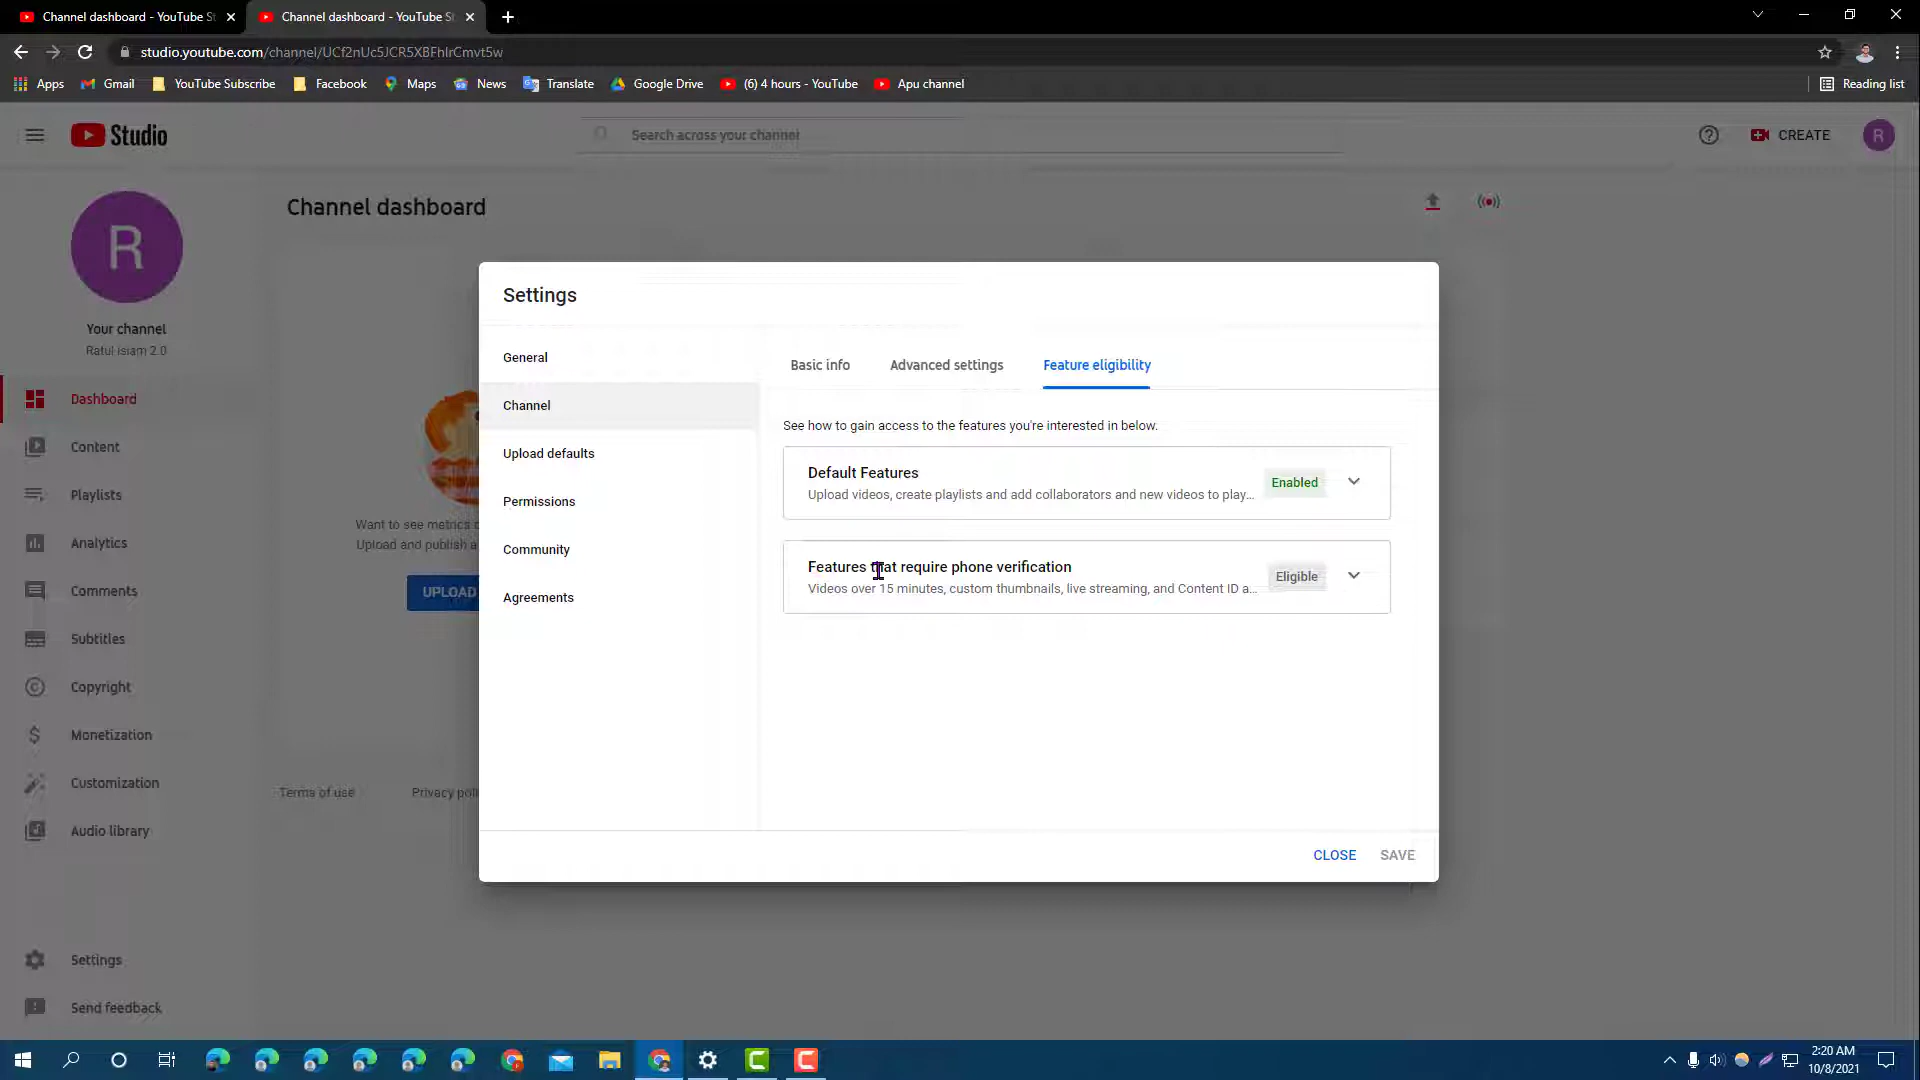 Channel dashboard - YouTube St
Channel dashboard - YouTube S
studio.youtube.com/channel/UCf2nUc5JCR5XBFhIrCmvt5w
Apps
Gmail
YouTube Subscribe
Facebook
Maps
News
Translate
Google Drive
(6) 4 hours - YouTube
Apu channel
Reading list
Studio
Search across your channel
CREATE
R
R
Channel dashboard
Your channel
Ratul isiam 2.0
Dashboard
Content
Playlists
Analytics
Comments
Subtitles
Copyright
Monetization
Customization
Audio library
Settings
Send feedback
Want to see metrics
Upload and publish a
UPLOAD
Terms of use
Privacy poli
Settings
General
Channel
Upload defaults
Permissions
Community
Agreements
Basic info
Advanced settings
Feature eligibility
See how to gain access to the features you're interested in below.
Default Features
Upload videos, create playlists and add collaborators and new videos to play...
Enabled
Features that require phone verification
Videos over 15 minutes, custom thumbnails, live streaming, and Content ID a...
Eligible
CLOSE
SAVE
2:20 AM
10/8/2021